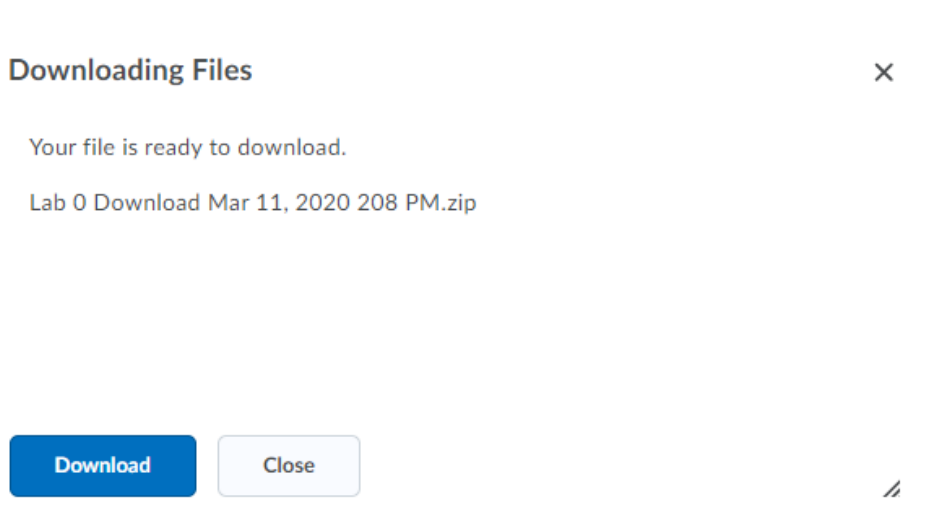 Downloading Files
Your file is ready to download.
Lab 0 Download Mar 11, 2020 208 PM.zip
Download
Close